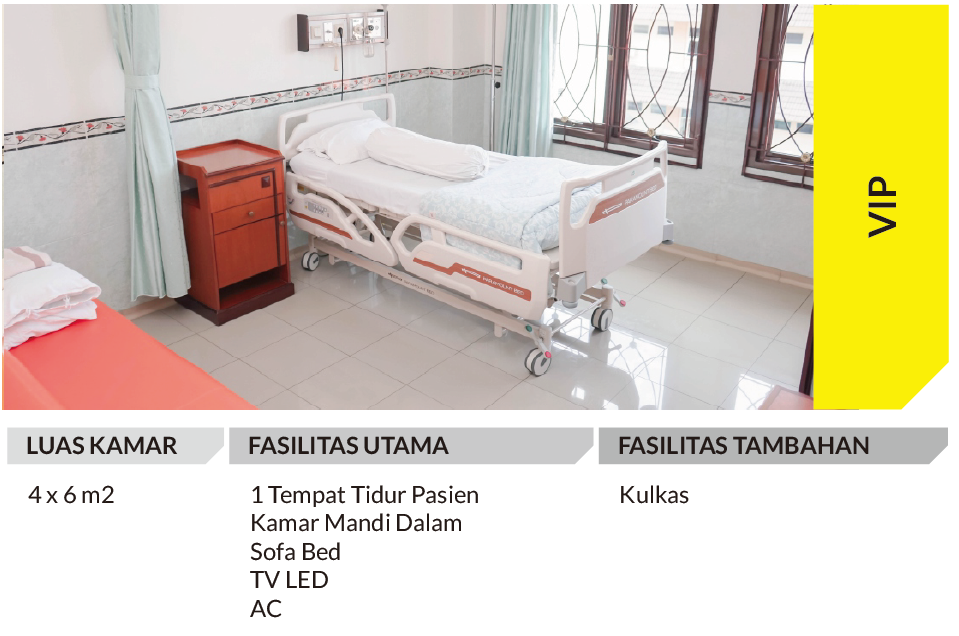 VIP
LUAS KAMAR
4 x 6 m2
FASILITAS UTAMA
1 Tempat Tidur Pasien
Kamar Mandi Dalam
Sofa Bed
TV LED
AC
FASILITAS TAMBAHAN
Kulkas